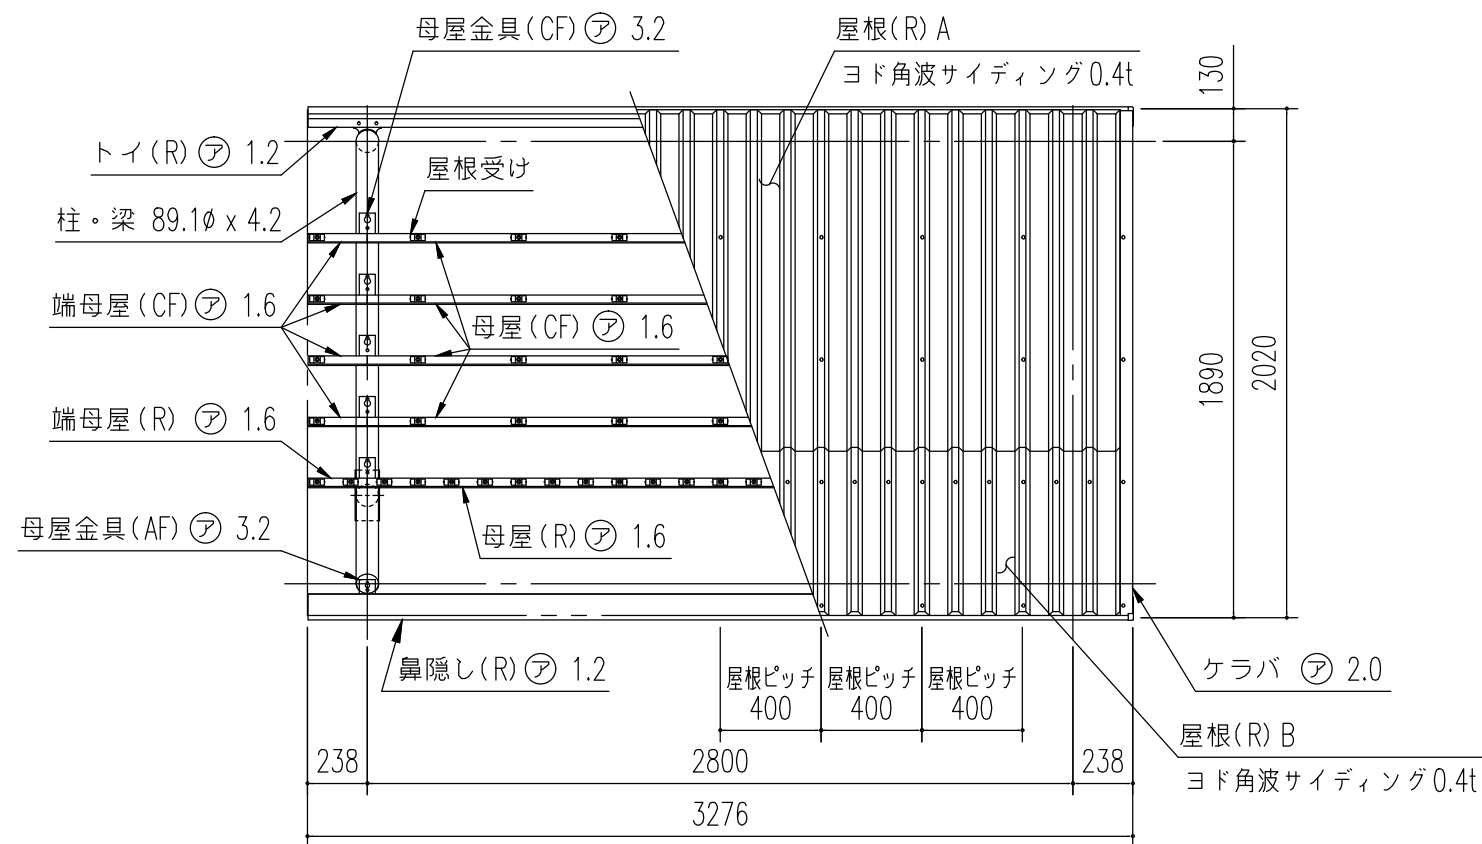 母屋金具(CF)㋐ 3.2
屋根(R)A
ヨド角波サイディング0.4t
130
トイ(R)㋐ 1.2
屋根受け
柱・梁 89.1φx4.2
端母屋(CF)㋐ 1.6
母屋(CF)㋐ 1.6
1890
2020
端母屋(R) ㋐ 1.6
母屋金具(AF)㋐ 3.2
母屋(R)㋐ 1.6
鼻隠し(R)㋐ 1.2
屋根ピッチ
400
屋根ピッチ
400
屋根ピッチ
400
ケラバ ㋐ 2.0
屋根(R)B
ヨド角波サイディング0.4t
238
2800
238
3276